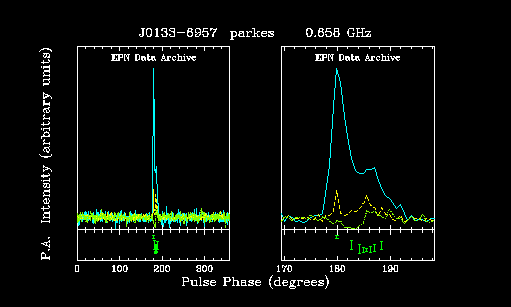 J0133-6957 parkes 0.658 GHz
EPN Data Archive
EPN Data Archive
P.A. Intensity (arbitrary units)
0 100 200 300
170 180 190
Pulse Phase (degrees)